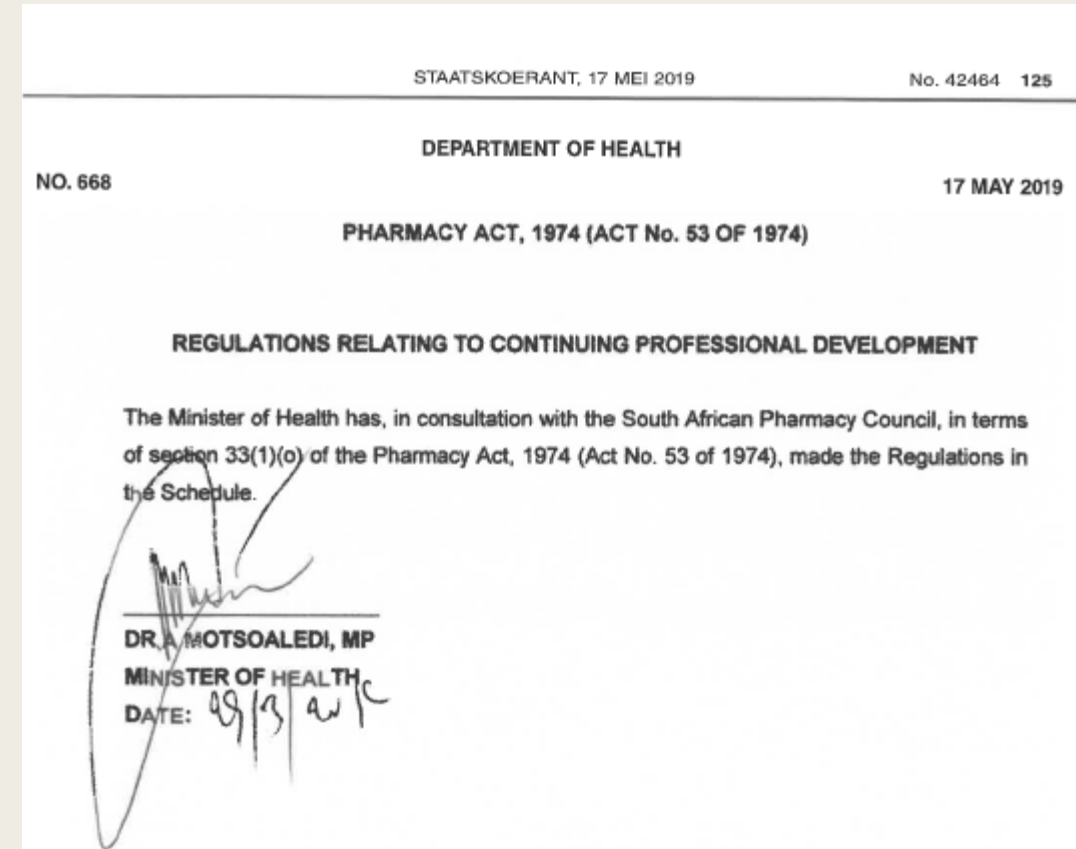 STAATSKOERANT, 17 MEI 2019 No. 42464 125
DEPARTMENT OF HEALTH
NO. 668 17 MAY 2019
PHARMACY ACT, 1974 (ACT No. 53 OF 1974)
REGULATIONS RELATING TO CONTINUING PROFESSIONAL DEVELOPMENT
The Minister of Health has, in consultation with the South African Pharmacy Council, in terms
of section 33(1)(o) of the Pharmacy Act, 1974 (Act No. 53 of 1974), made the Regulations in
the Schedule.
DR A MOTSOALEDI, MP
MINISTER OF HEALTH
DATE: